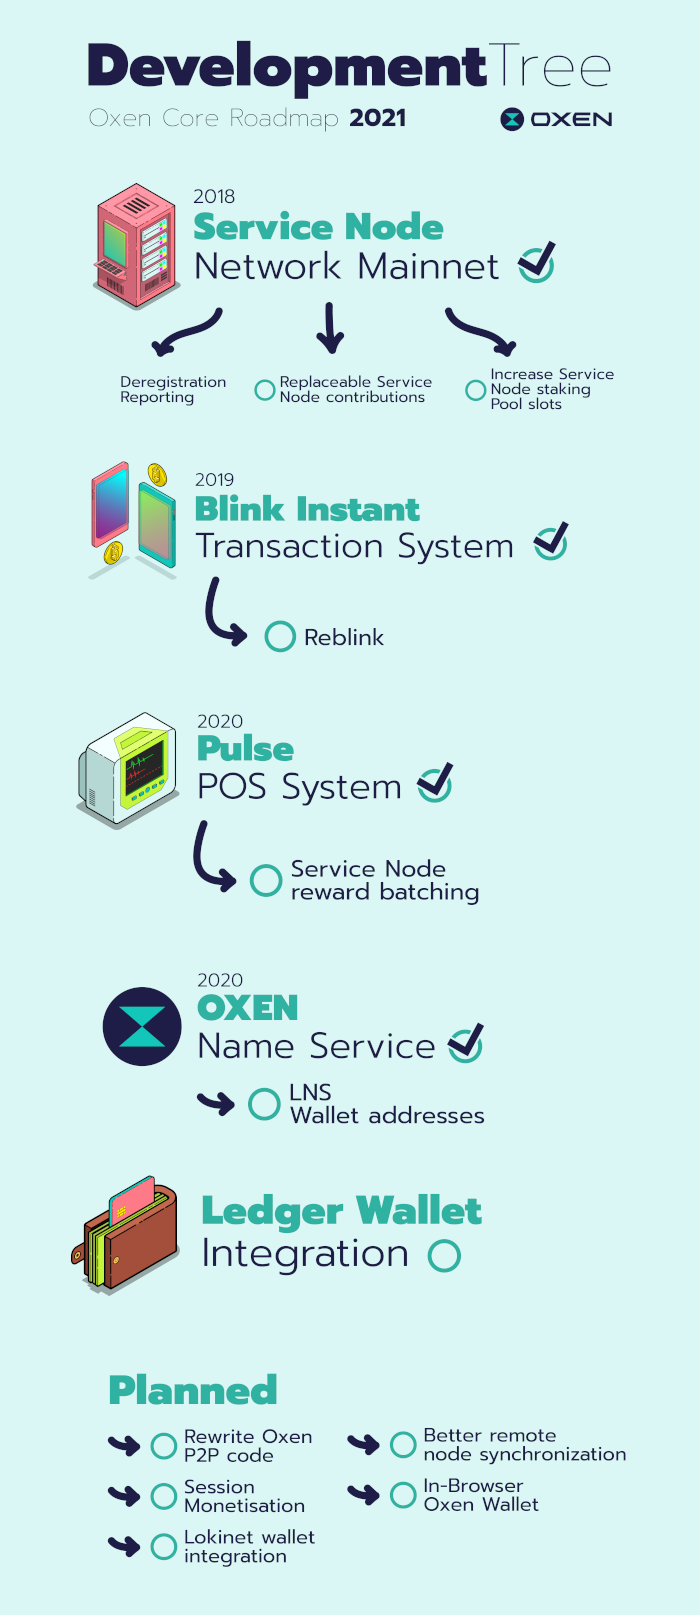 DevelopmentTree
Oxen Core Roadmap 2021
OXEN
2018
Service Node
Network Mainnet
Deregistration
Reporting
Replaceable Service
Node contributions
Increase Service
Node staking
Pool slots
2019
Blink Instant
Transaction System
Reblink
2020
Pulse
POS System
Service Node
reward batching
2020
OXEN
Name Service
LNS
Wallet addresses
Ledger Wallet
Integration
Planned
Rewrite Oxen
P2P code
Session
Monetisation
Lokinet wallet
integration
Better remote
node synchronization
In-Browser
Oxen Wallet